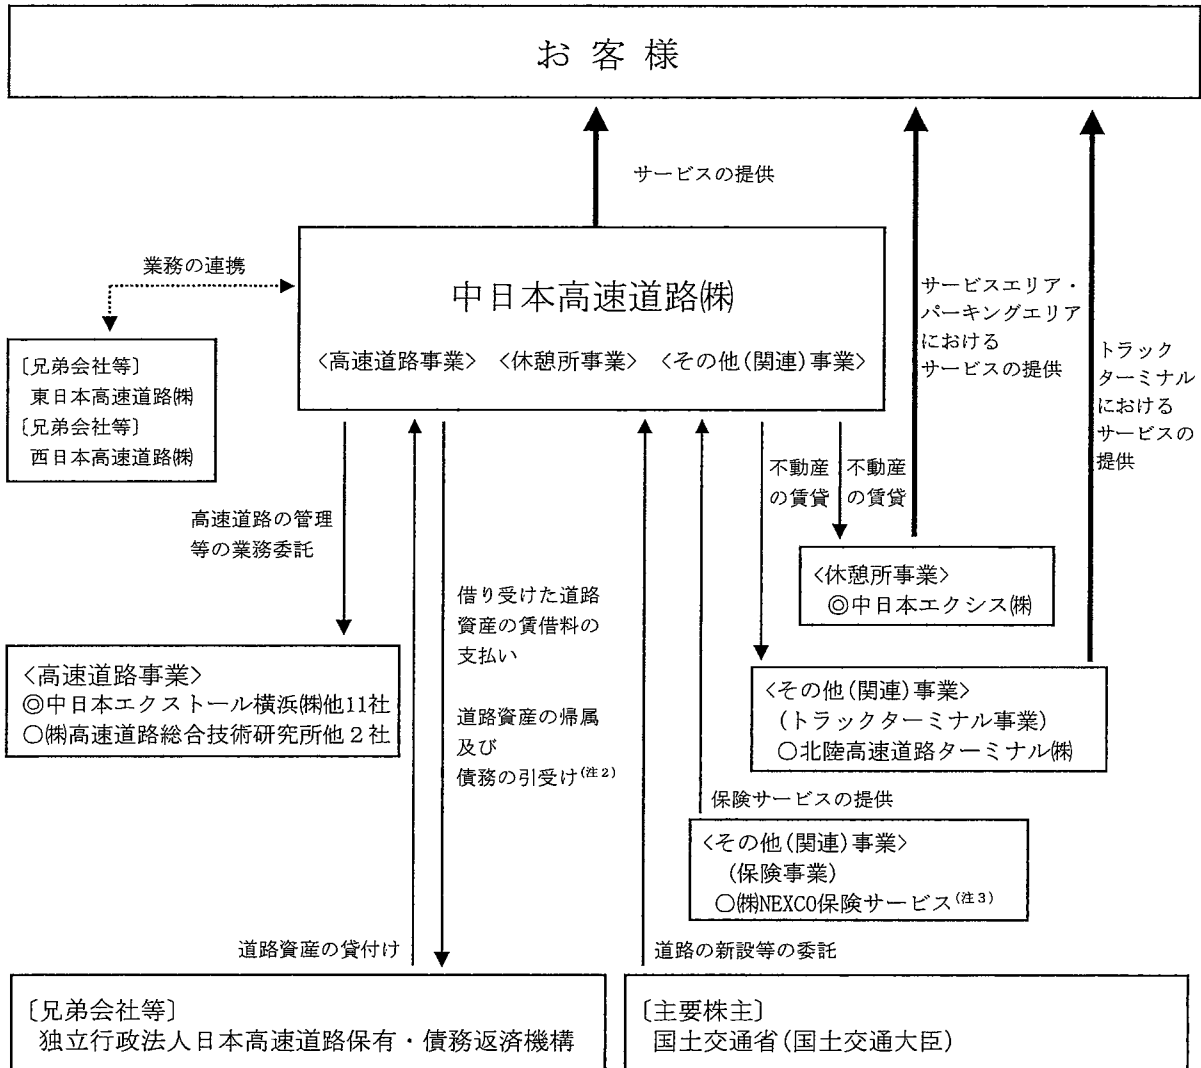 お客様
サービスの提供
業務の連携
中日本高速道路㈱
<高速道路事業> <休憩所事業> <その他(関連)事業>
〔兄弟会社等〕
東日本高速道路㈱
〔兄弟会社等〕
西日本高速道路㈱
サービスエリア・
パーキングエリア
における
サービスの提供
トラック
ターミナル
における
サービスの
提供
高速道路の管理
等の業務委託
不動産
の賃貸
不動産
の賃貸
<休憩所事業>
◎中日本エクシス㈱
借り受けた道路
資産の賃借料の
支払い
道路資産の帰属
及び
債務の引受け(注2)
<高速道路事業>
◎中日本エクストール横浜㈱他11社
○㈱高速道路総合技術研究所他2社
<その他(関連)事業>
(トラックターミナル事業)
○北陸高速道路ターミナル㈱
保険サービスの提供
<その他(関連)事業>
(保険事業)
○㈱NEXCO保険サービス(注3)
道路資産の貸付け
道路の新設等の委託
〔兄弟会社等〕
独立行政法人日本高速道路保有・債務返済機構
〔主要株主〕
国土交通省(国土交通大臣)